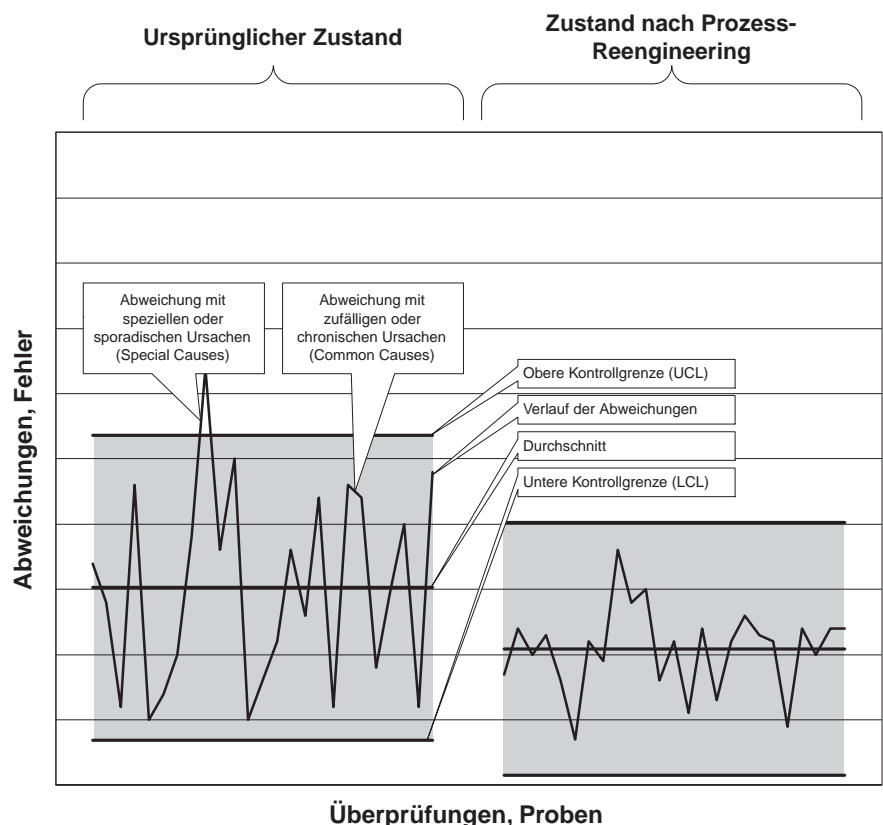 Ursprünglicher Zustand
Zustand nach Prozess-
Reengineering
Abweichung mit
speziellen oder
sporadischen Ursachen
(Special Causes)
Abweichung mit
zufälligen oder
chronischen Ursachen
(Common Causes)
Obere Kontrollgrenze (UCL)
Verlauf der Abweichungen
Durchschnitt
Untere Kontrollgrenze (LCL)
Abweichungen, Fehler
Überprüfungen, Proben